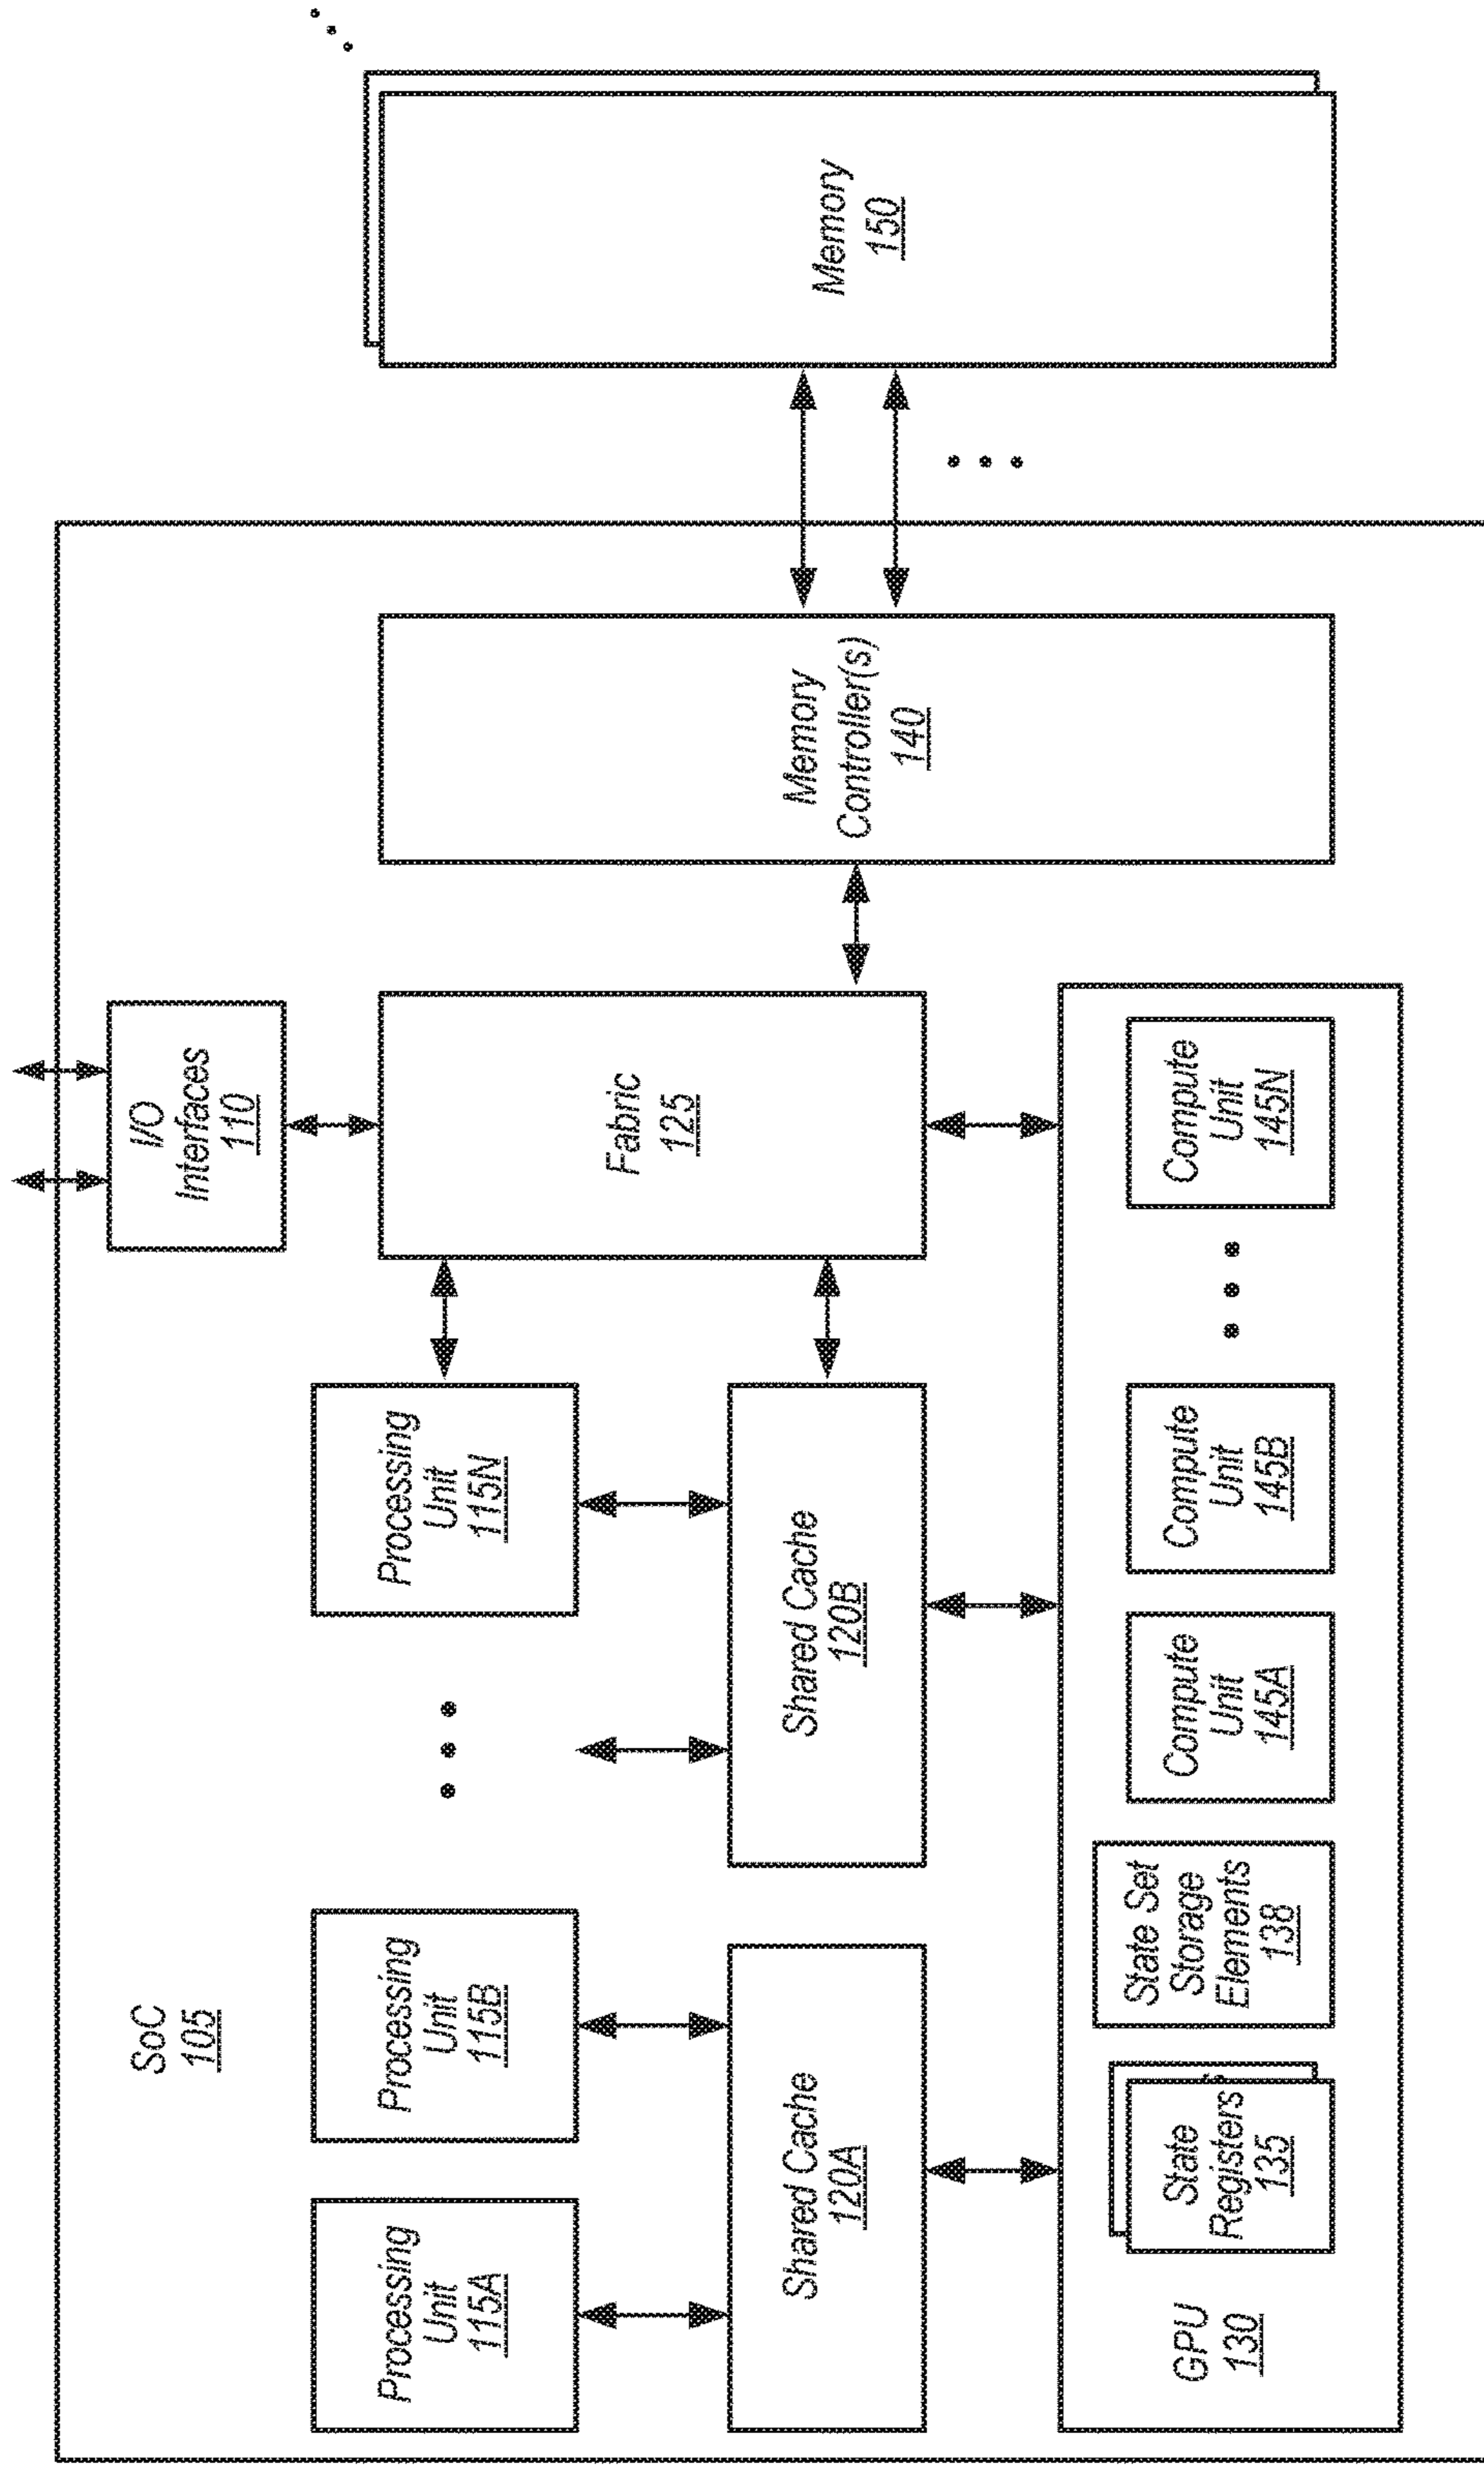 SoC
105
I/O
Interfaces
110
Processing
Unit
115A
Processing
Unit
115B
Processing
Unit
115N
Shared Cache
120A
Shared Cache
120B
Fabric
125
Memory
Controller(s)
140
Memory
150
GPU
130
State
Registers
135
State Set
Storage
Elements
138
Compute
Unit
145A
Compute
Unit
145B
Compute
Unit
145N